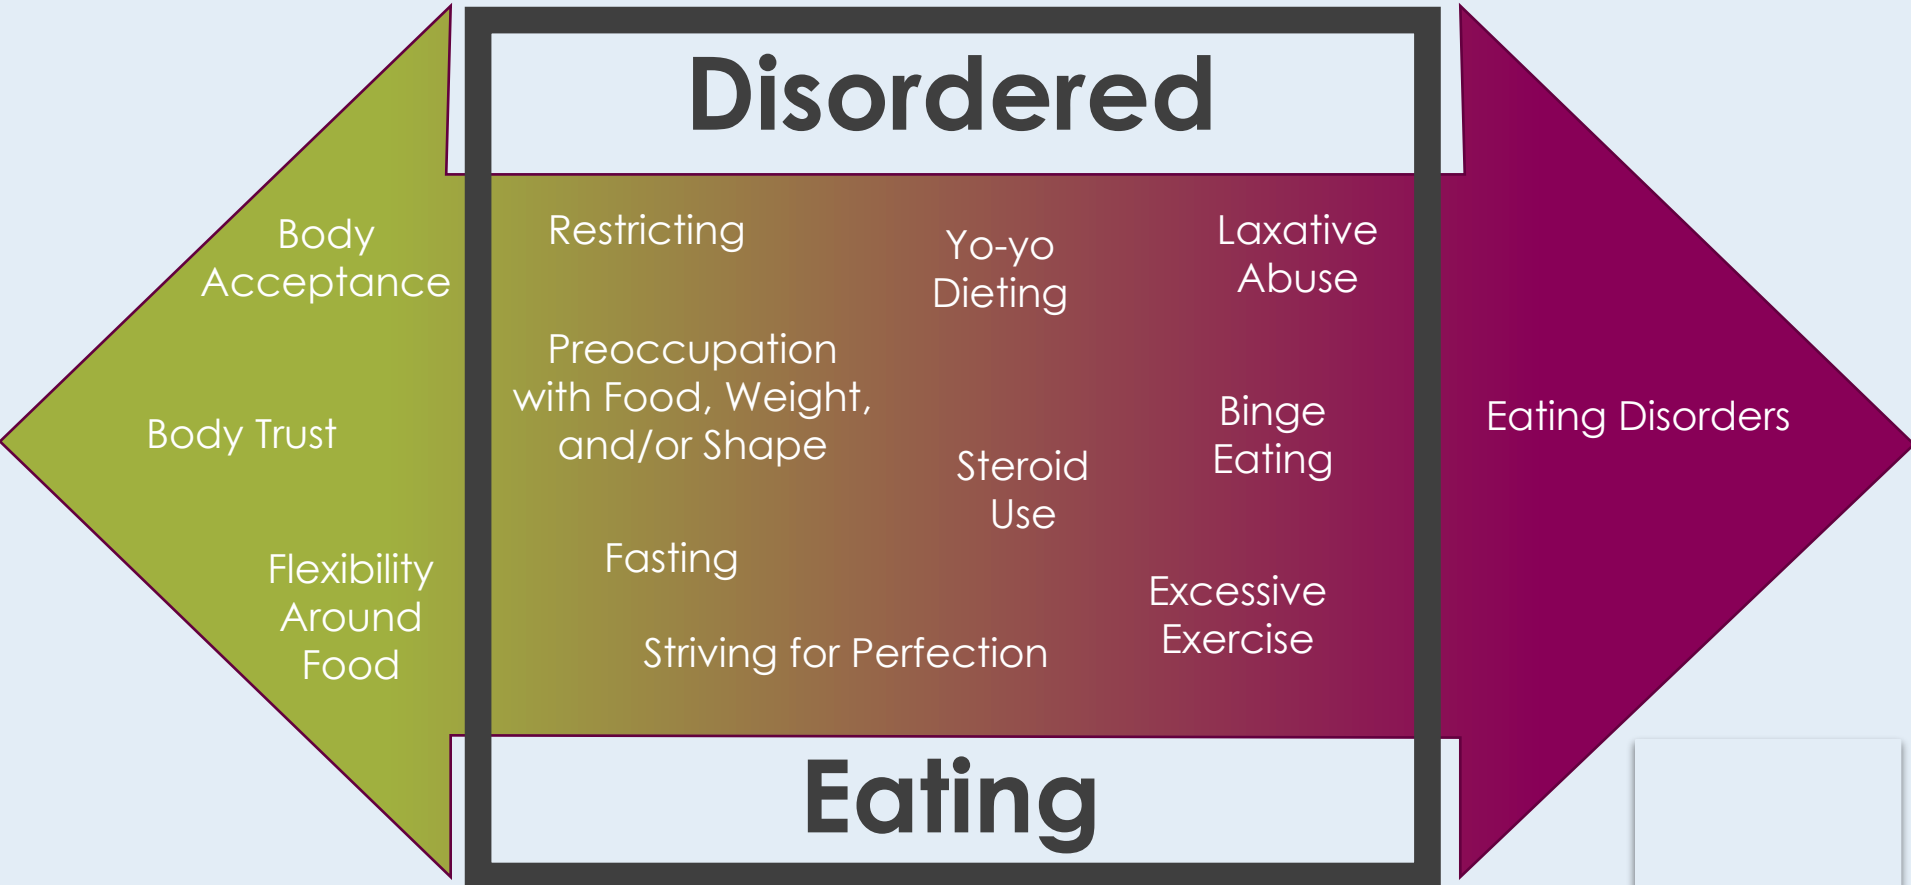 Disordered
Body
Acceptance
Body Trust
Flexibility
Around
Food
Restricting
Preoccupation
with Food, Weight,
and/or Shape
Fasting
Striving for Perfection
Yo-yo
Dieting
Steroid
Use
Laxative
Abuse
Binge
Eating
Excessive
Exercise
Eating Disorders
Eating